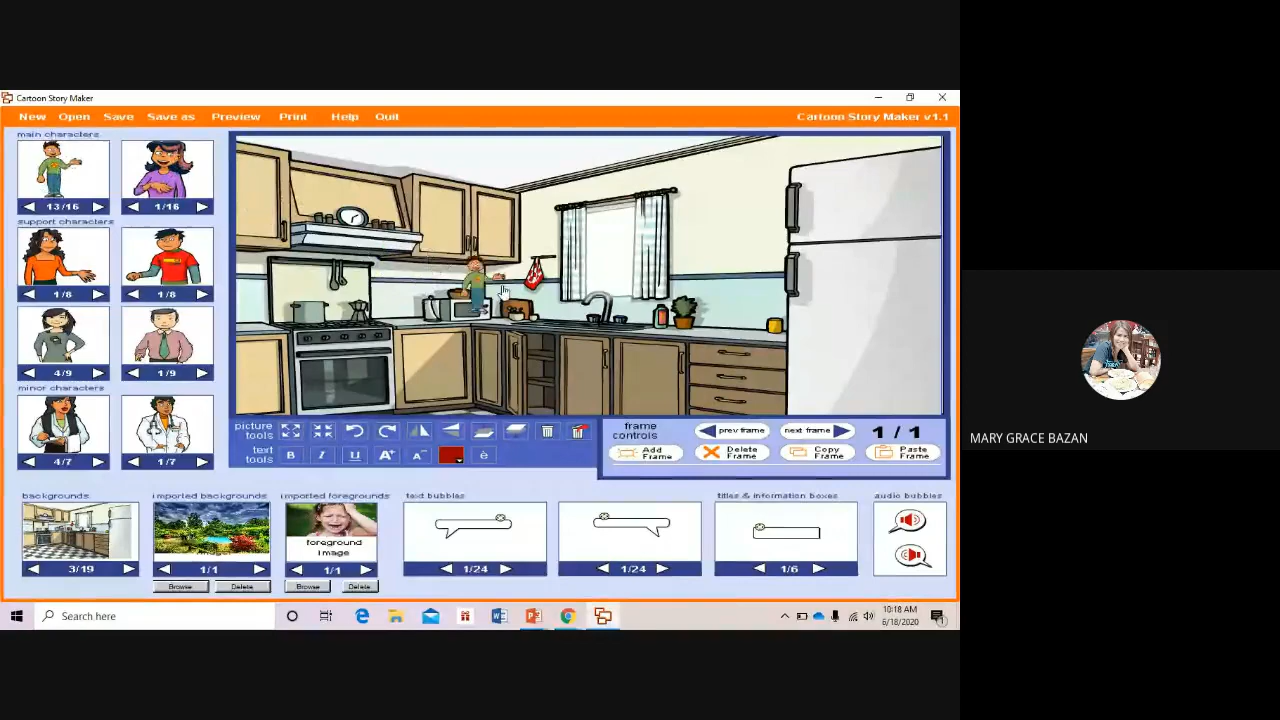 Cartoon Story Maker
New Open Save Save as Preview Print Help Quit Cartoon Story Maker v1.1
main characters
13/16 1/16
support characters
1/8 1/8
4/9 1/9
minor characters
4/7 1/7
picture tools
text tools
B I U A+ A- è
frame controls
prev frame next frame 1 / 1
Add Frame Delete Frame Copy Frame Paste Frame
backgrounds imported backgrounds imported foregrounds text bubbles titles & information boxes audio bubbles
foreground
image
3/19 1/1 1/1 1/24 1/24 1/6
Browse Delete Browse Delete
Search here
10:18 AM
6/18/2020
MARY GRACE BAZAN